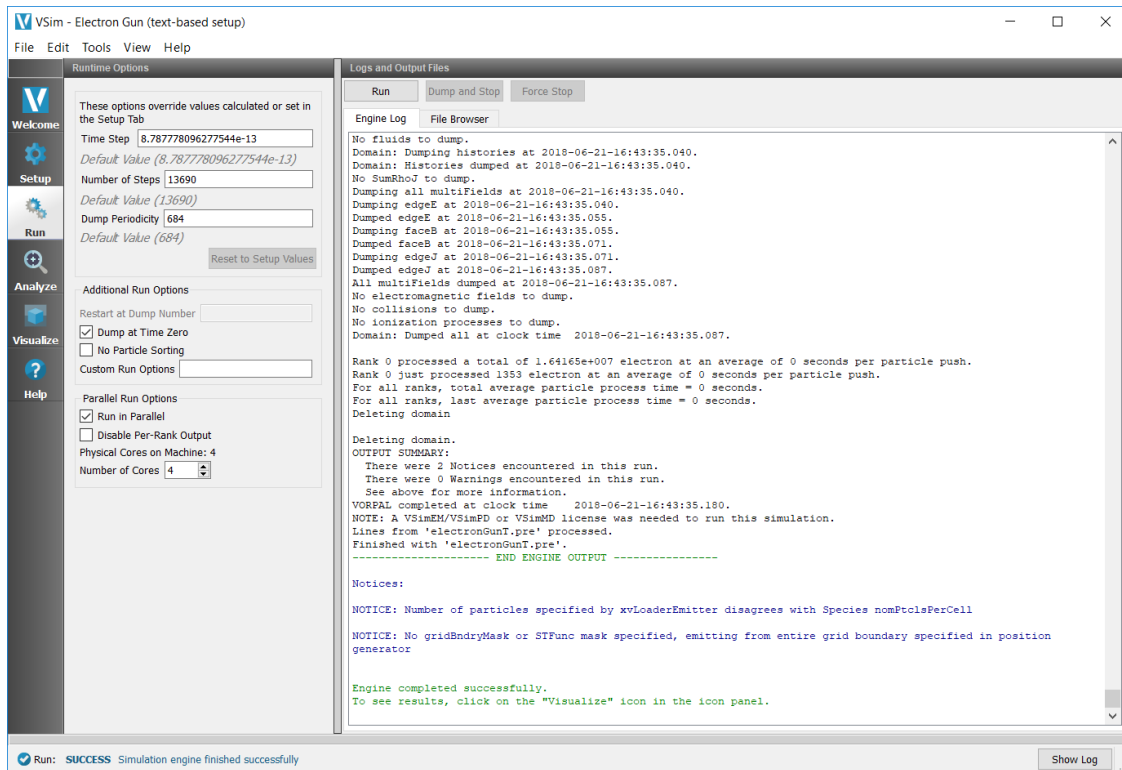 VSim - Electron Gun (text-based setup)
File Edit Tools View Help
Welcome
Setup
Run
Analyze
Visualize
Help
Runtime Options
These options override values calculated or set in
the Setup Tab
Time Step 8.787778096277544e-13
Default Value (8.787778096277544e-13)
Number of Steps 13690
Default Value (13690)
Dump Periodicity 684
Default Value (684)
Reset to Setup Values
Additional Run Options
Restart at Dump Number
Dump at Time Zero
No Particle Sorting
Custom Run Options
Parallel Run Options
Run in Parallel
Disable Per-Rank Output
Physical Cores on Machine: 4
Number of Cores 4
Logs and Output Files
Run Dump and Stop Force Stop
Engine Log File Browser
No fluids to dump.
Domain: Dumping histories at 2018-06-21-16:43:35.040.
Domain: Histories dumped at 2018-06-21-16:43:35.040.
No SumRhoJ to dump.
Dumping all multiFields at 2018-06-21-16:43:35.040.
Dumping edgeE at 2018-06-21-16:43:35.040.
Dumped edgeE at 2018-06-21-16:43:35.055.
Dumping faceB at 2018-06-21-16:43:35.055.
Dumped faceB at 2018-06-21-16:43:35.071.
Dumping edgeJ at 2018-06-21-16:43:35.071.
Dumped edgeJ at 2018-06-21-16:43:35.087.
All multiFields dumped at 2018-06-21-16:43:35.087.
No electromagnetic fields to dump.
No collisions to dump.
No ionization processes to dump.
Domain: Dumped all at clock time 2018-06-21-16:43:35.087.
Rank 0 processed a total of 1.64165e+007 electron at an average of 0 seconds per particle push.
Rank 0 just processed 1353 electron at an average of 0 seconds per particle push.
For all ranks, total average particle process time = 0 seconds.
For all ranks, last average particle process time = 0 seconds.
Deleting domain
Deleting domain.
OUTPUT SUMMARY:
There were 2 Notices encountered in this run.
There were 0 Warnings encountered in this run.
See above for more information.
VORPAL completed at clock time 2018-06-21-16:43:35.180.
NOTE: A VSimEM/VSimPD or VSimMD license was needed to run this simulation.
Lines from 'electronGunT.pre' processed.
Finished with 'electronGunT.pre'.
-------------------- END ENGINE OUTPUT ---------------
Notices:
NOTICE: Number of particles specified by xvLoaderEmitter disagrees with Species nomPtclsPerCell
NOTICE: No gridBndryMask or STFunc mask specified, emitting from entire grid boundary specified in position
generator
Engine completed successfully.
To see results, click on the "Visualize" icon in the icon panel.
Run: SUCCESS Simulation engine finished successfully
Show Log